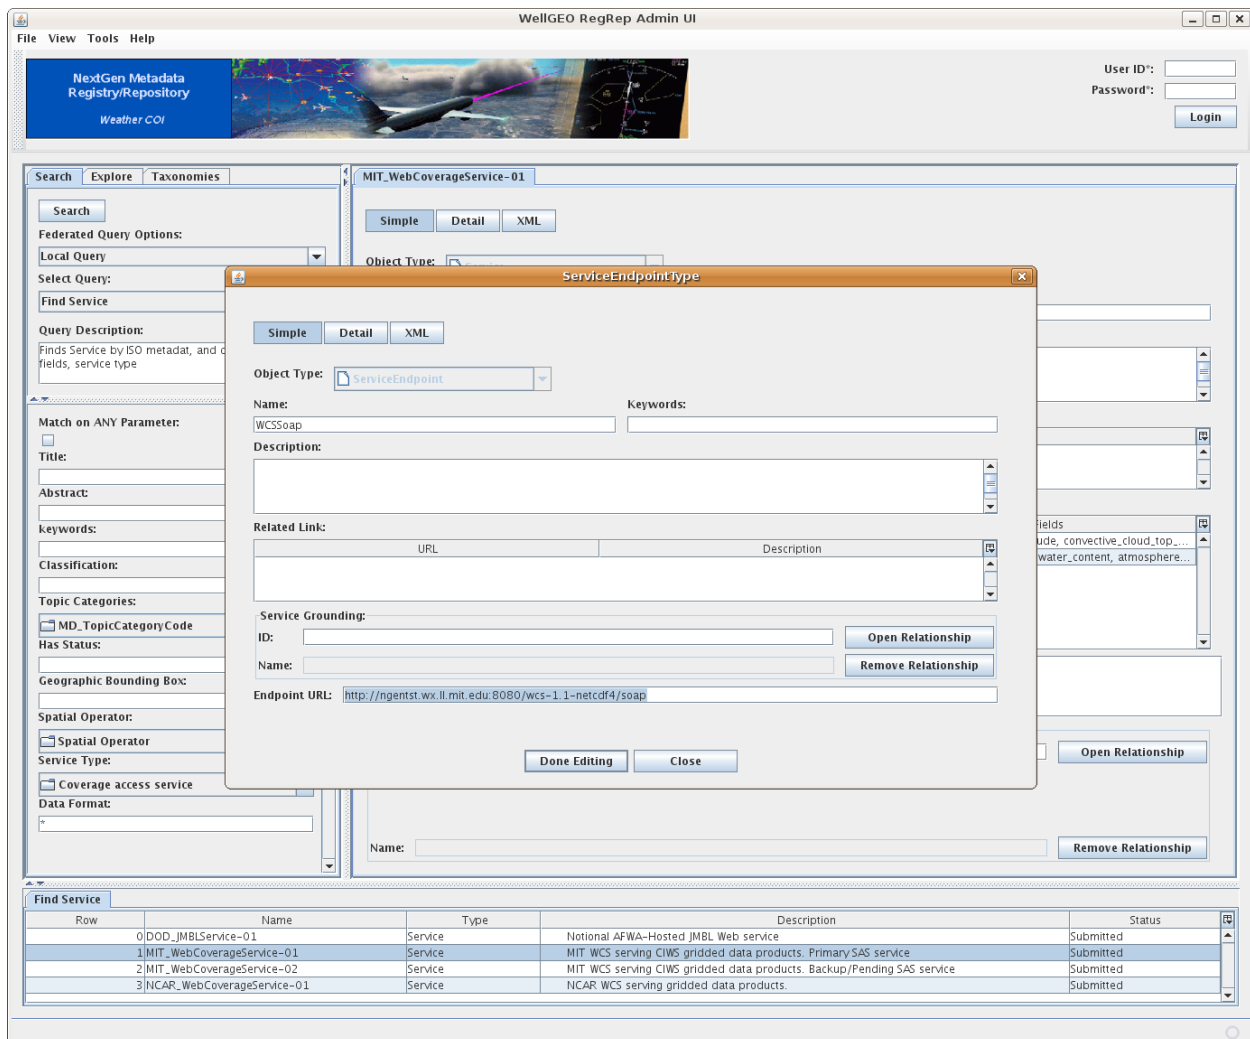 WellGEO RegRep Admin UI
File View Tools Help
NextGen Metadata
Registry/Repository
Weather COI
User ID*:
Password*:
Login
Search Explore Taxonomies
Search
Federated Query Options:
Local Query
Select Query:
Find Service
Query Description:
Finds Service by ISO metadat, and
fields, service type
Match on ANY Parameter:
Title:
Abstract:
keywords:
Classification:
Topic Categories:
MD_TopicCategoryCode
Has Status:
Geographic Bounding Box:
Spatial Operator:
Spatial Operator
Service Type:
Coverage access service
Data Format:
*
MIT_WebCoverageService-01
Simple Detail XML
Object Type:
ServiceEndpointType
Simple Detail XML
Object Type: ServiceEndpoint
Name: Keywords:
WCSSoap
Description:
Related Link:
URL Description
Service Grounding:
ID: Open Relationship
Name: Remove Relationship
Endpoint URL: http://ngentst.wx.ll.mit.edu:8080/wcs-1.1-netcdf4/soap
Done Editing Close
convective_cloud_top_...
water_content, atmosphere...
Open Relationship
Name: Remove Relationship
Find Service
Row Name Type Description Status
0 DOD_JMBLService-01 Service Notional AFWA-Hosted JMBL Web service Submitted
1 MIT_WebCoverageService-01 Service MIT WCS serving CIWS gridded data products. Primary SAS service Submitted
2 MIT_WebCoverageService-02 Service MIT WCS serving CIWS gridded data products. Backup/Pending SAS service Submitted
3 NCAR_WebCoverageService-01 Service NCAR WCS serving gridded data products. Submitted